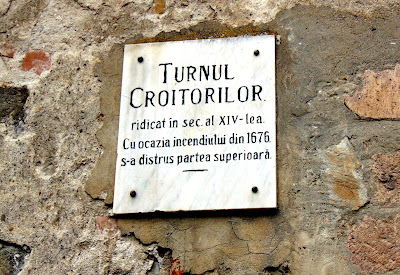 TURNUL
CROITORILOR.
ridicat în sec. al XIV-lea.
Cu ocazia incendiului din 1676.
s-a distrus partea superioară.